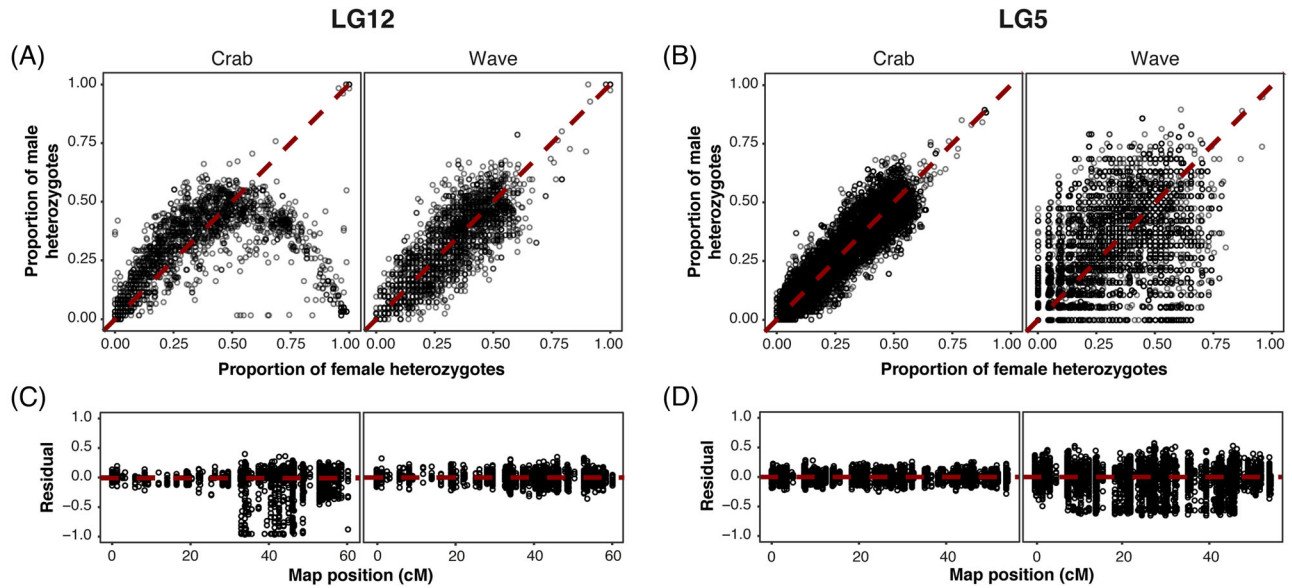 LG12
LG5
(A)
Crab
Wave
(B)
Crab
Wave
Proportion of male
heterozygotes
1.00
0.75
0.50
0.25
0.00
0.00 0.25 0.50 0.75 1.00
0.00 0.25 0.50 0.75 1.00
Proportion of female heterozygotes
Proportion of male
heterozygotes
1.00
0.75
0.50
0.25
0.00
0.00 0.25 0.50 0.75 1.00
0.00 0.25 0.50 0.75 1.00
Proportion of female heterozygotes
(C)
Residual
1.0
0.5
0.0
−0.5
−1.0
0 20 40 60
0 20 40 60
Map position (cM)
(D)
Residual
1.0
0.5
0.0
−0.5
−1.0
0 20 40
0 20 40
Map position (cM)